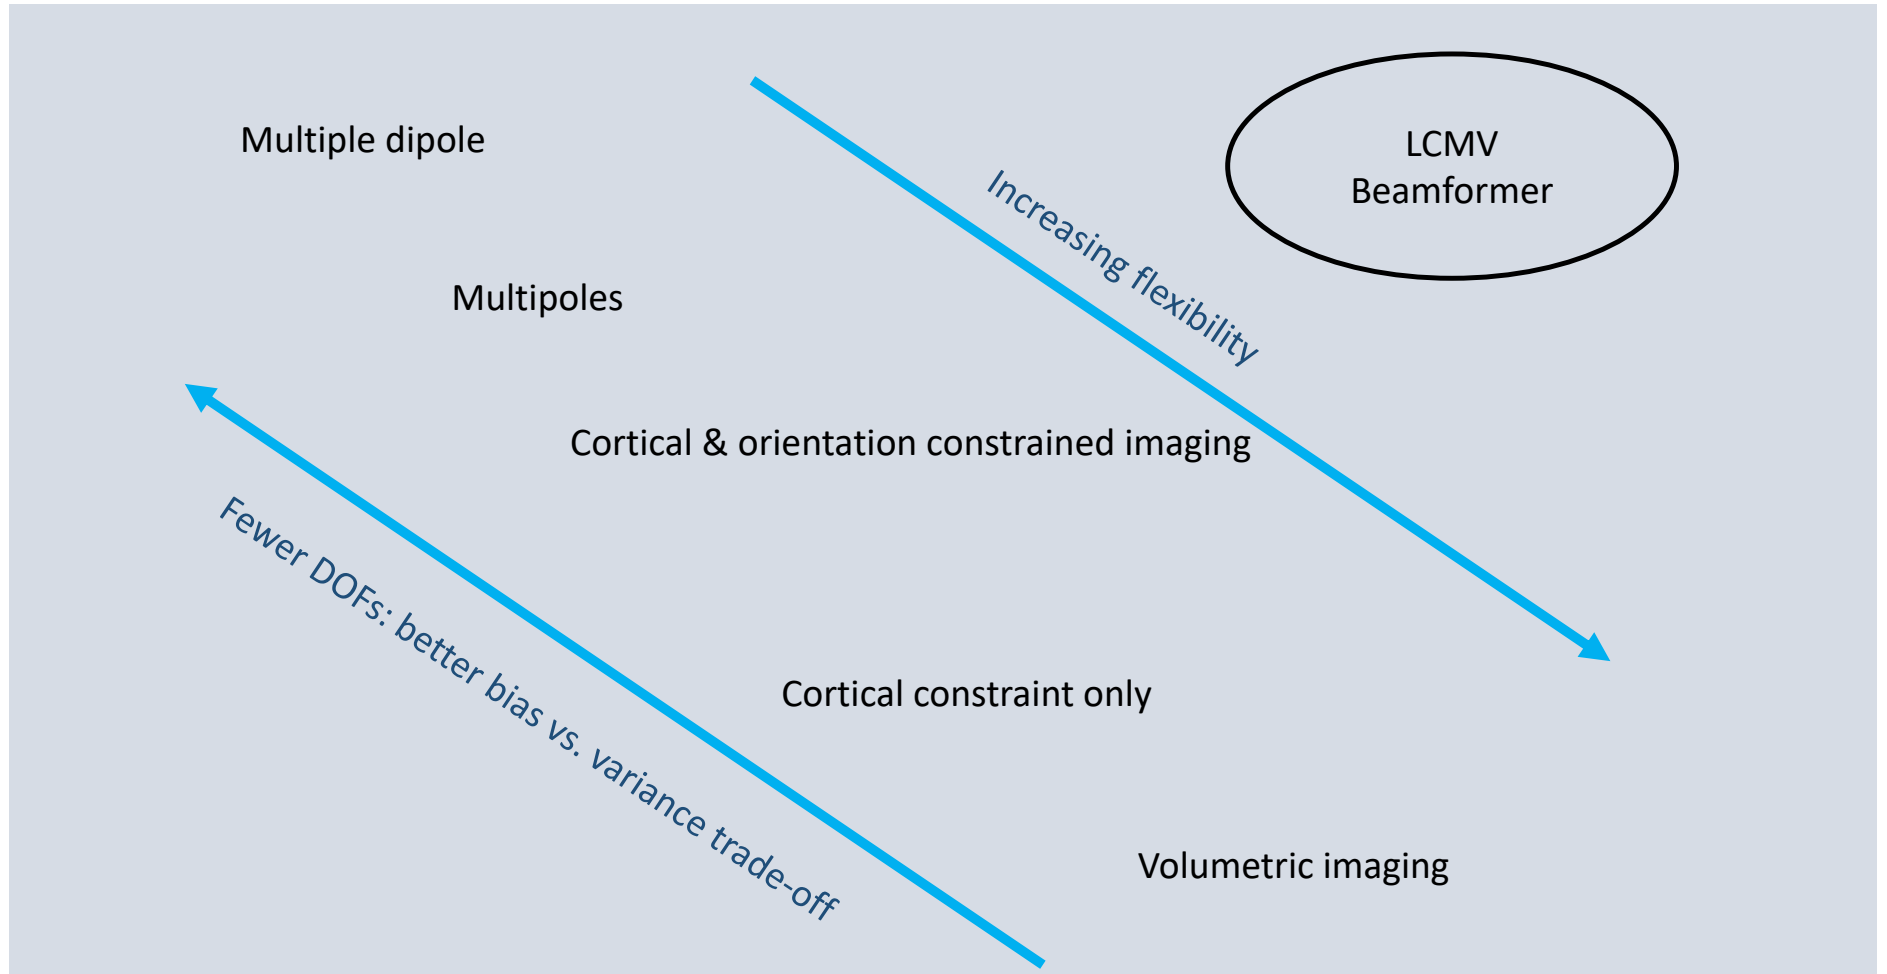 Multiple dipole
LCMV
Beamformer
Increasing flexibility
Multipoles
Cortical & orientation constrained imaging
Fewer DOFs: better bias vs. variance trade-off
Cortical constraint only
Volumetric imaging